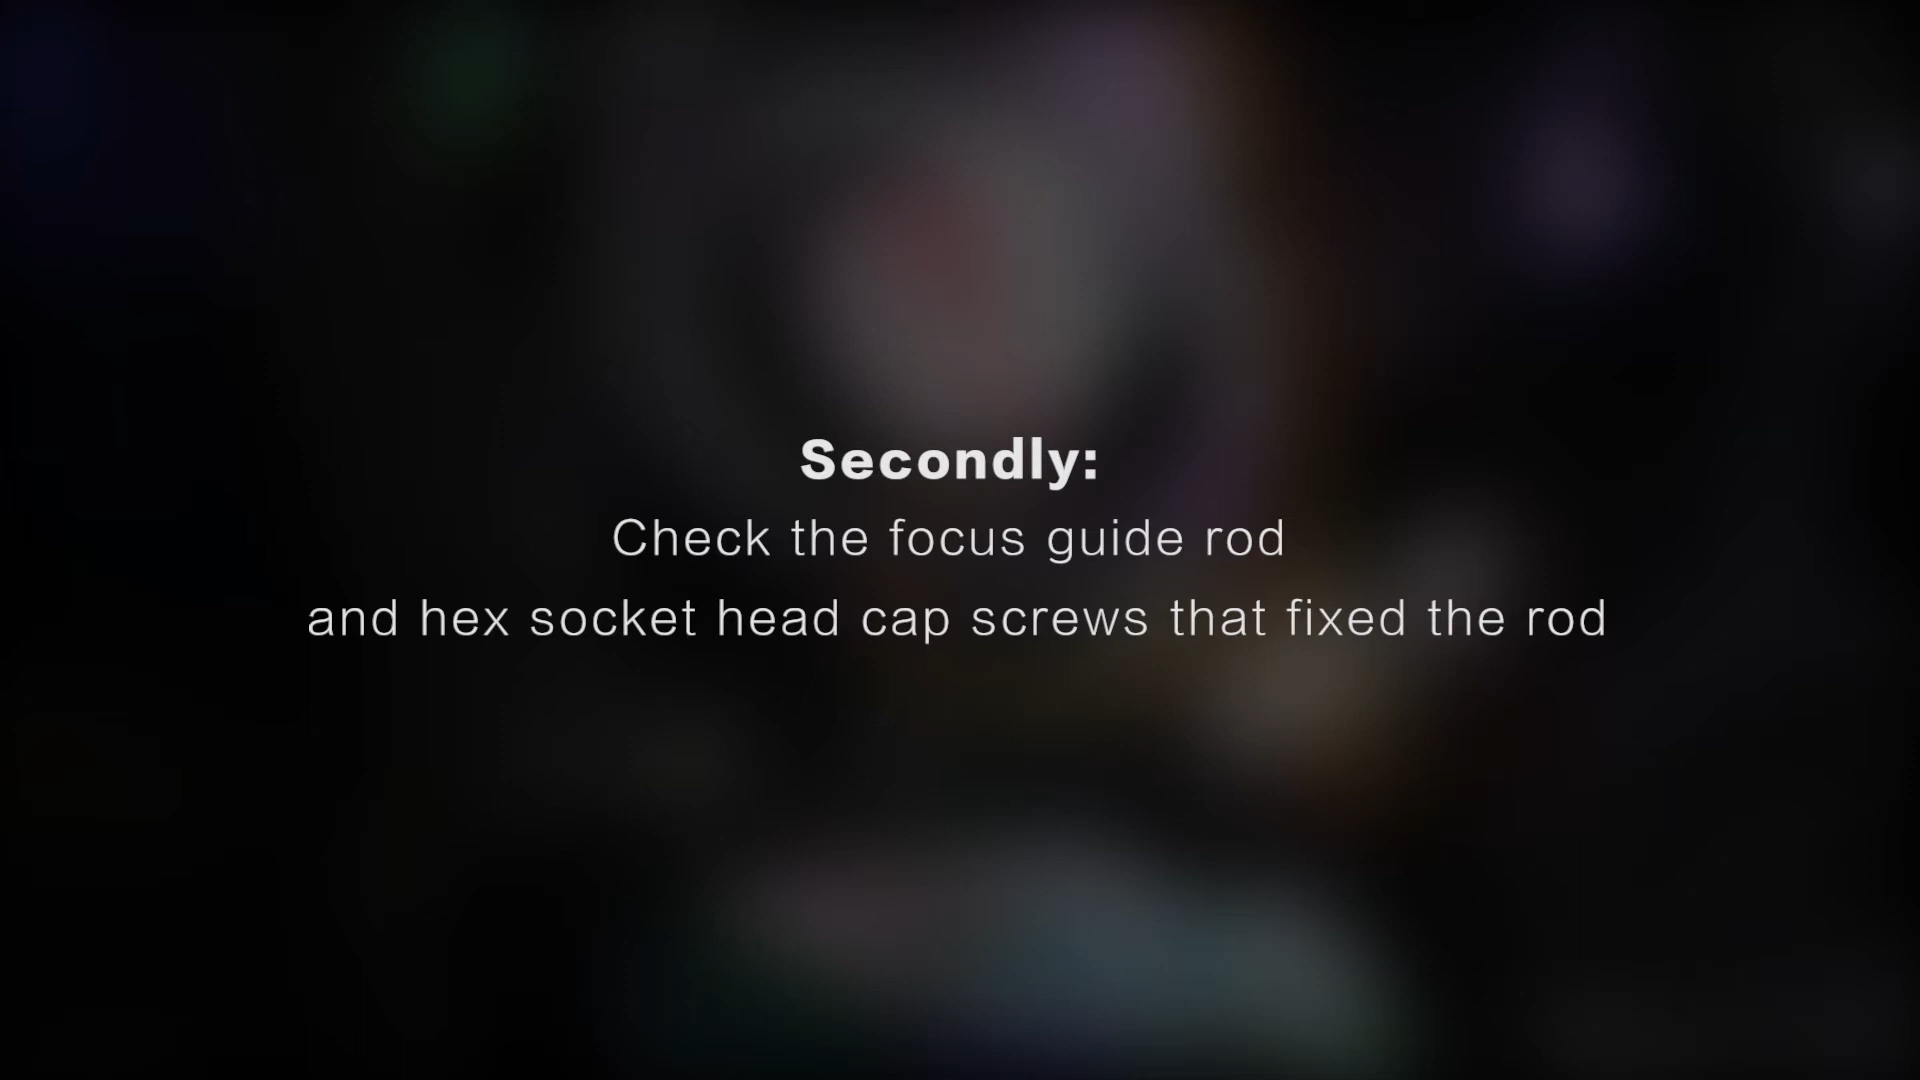 Secondly:
Check the focus guide rod
and hex socket head cap screws that fixed the rod